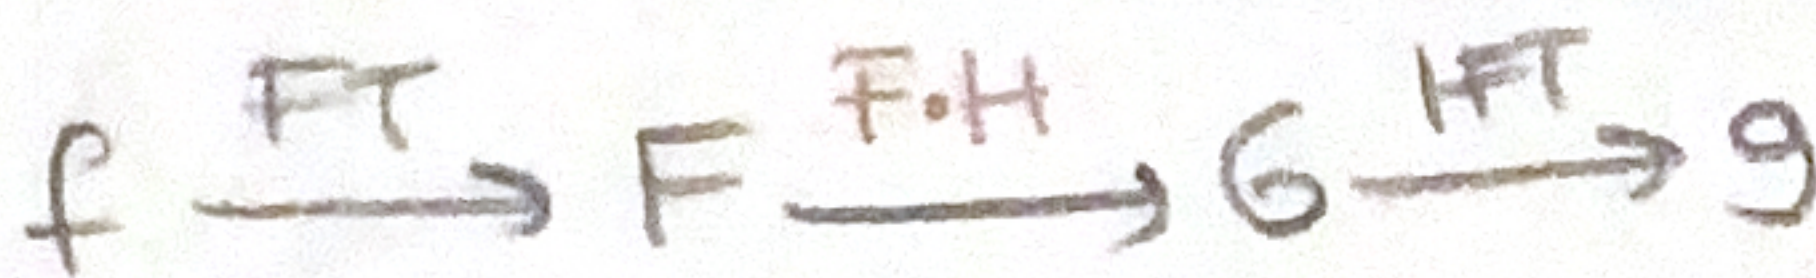 f FT → F F·H → G IFT → g